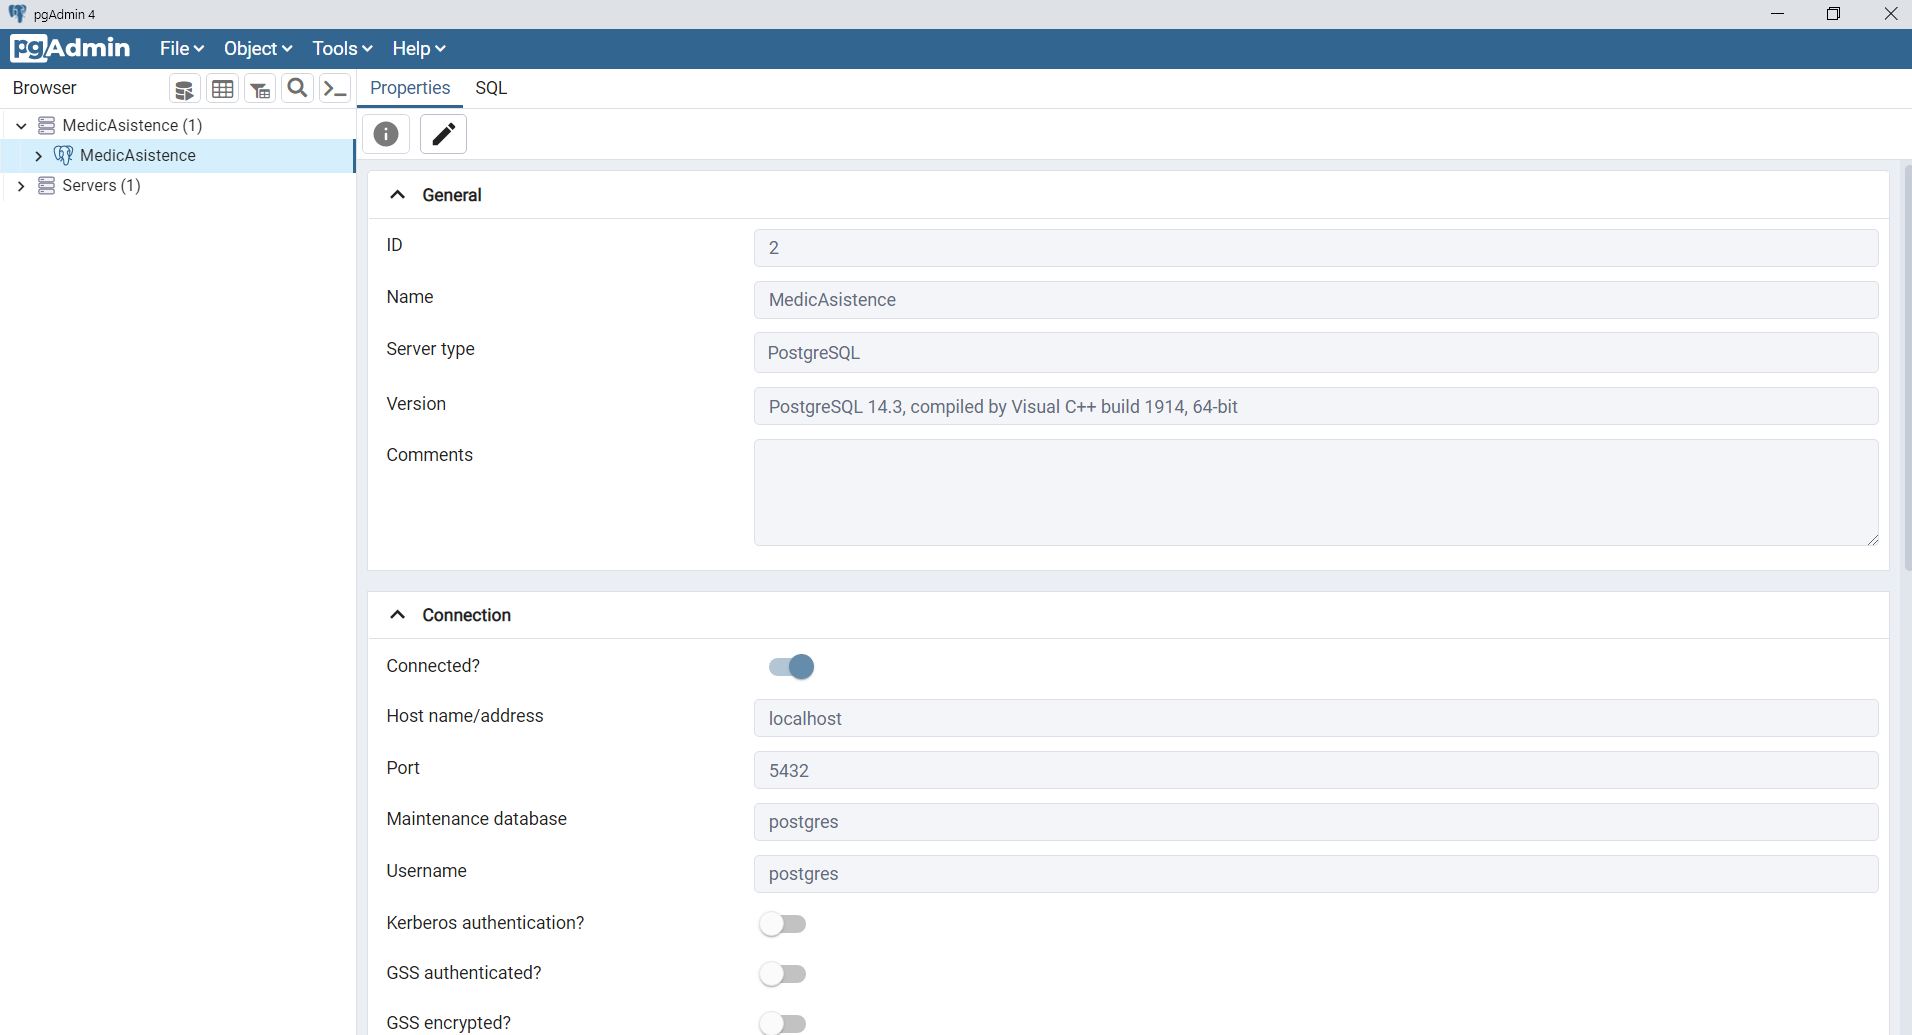 pgAdmin 4
pgAdmin File Object Tools Help
Browser
Properties SQL
MedicAsistence (1)
MedicAsistence
Servers (1)
General
ID
2
Name
MedicAsistence
Server type
PostgreSQL
Version
PostgreSQL 14.3, compiled by Visual C++ build 1914, 64-bit
Comments
Connection
Connected?
Host name/address
localhost
Port
5432
Maintenance database
postgres
Username
postgres
Kerberos authentication?
GSS authenticated?
GSS encrypted?